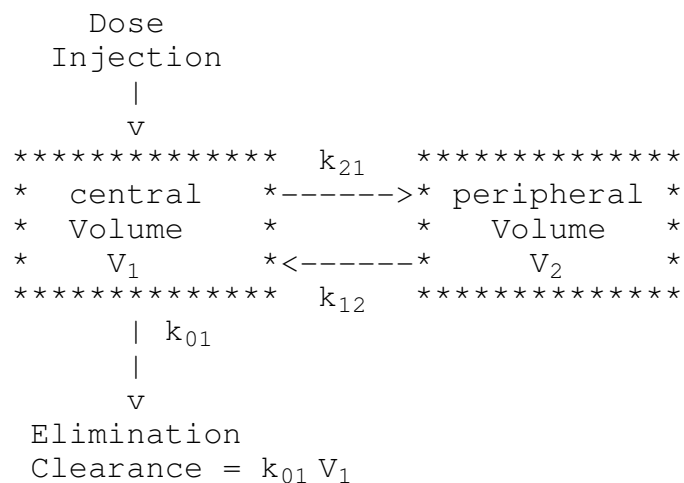 Dose
Injection
|
v
************** k₂₁ **************
* central *------>* peripheral *
* Volume * * Volume *
* V₁ *<------* V₂ *
************** k₁₂ **************
| k₀₁
|
v
Elimination
Clearance = k₀₁ V₁